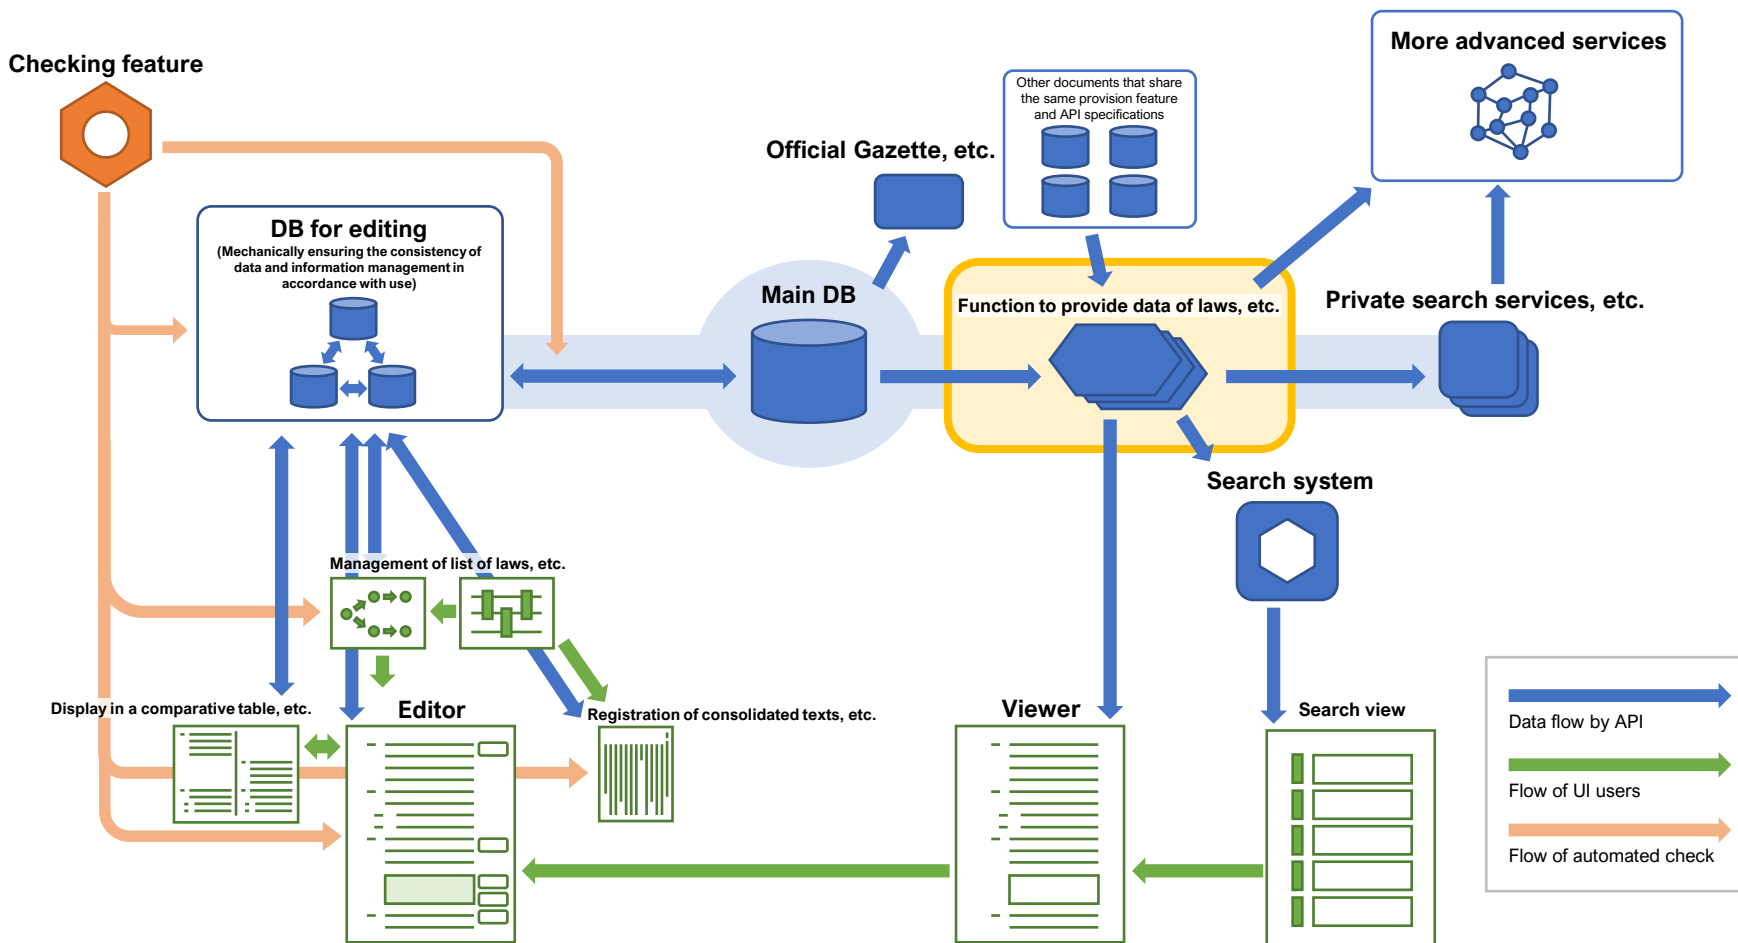 Checking feature
More advanced services
Other documents that share
the same provision feature
and API specifications
Official Gazette, etc.
DB for editing
(Mechanically ensuring the consistency of
data and information management in
accordance with use)
Main DB
Function to provide data of laws, etc.
Private search services, etc.
Search system
Management of list of laws, etc.
Display in a comparative table, etc.
Editor
Registration of consolidated texts, etc.
Viewer
Search view
Data flow by API
Flow of UI users
Flow of automated check